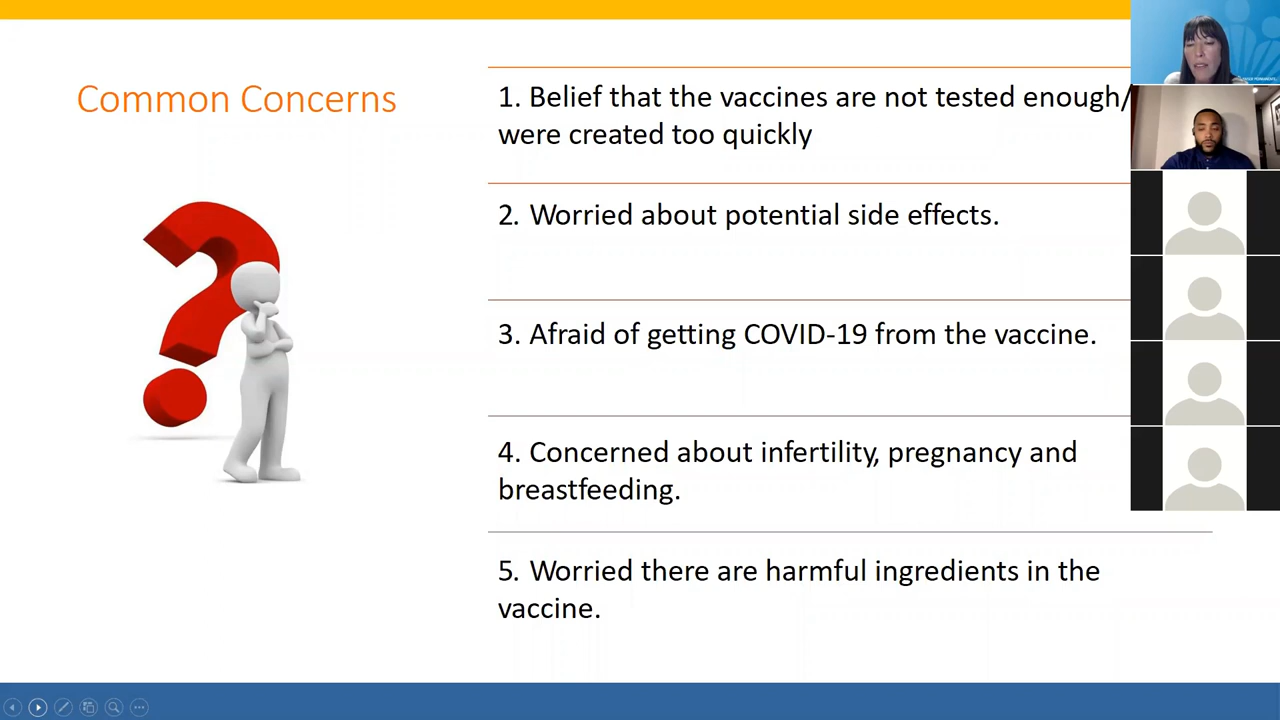 Common Concerns
1. Belief that the vaccines are not tested enough/
were created too quickly
2. Worried about potential side effects.
3. Afraid of getting COVID-19 from the vaccine.
4. Concerned about infertility, pregnancy and
breastfeeding.
5. Worried there are harmful ingredients in the
vaccine.